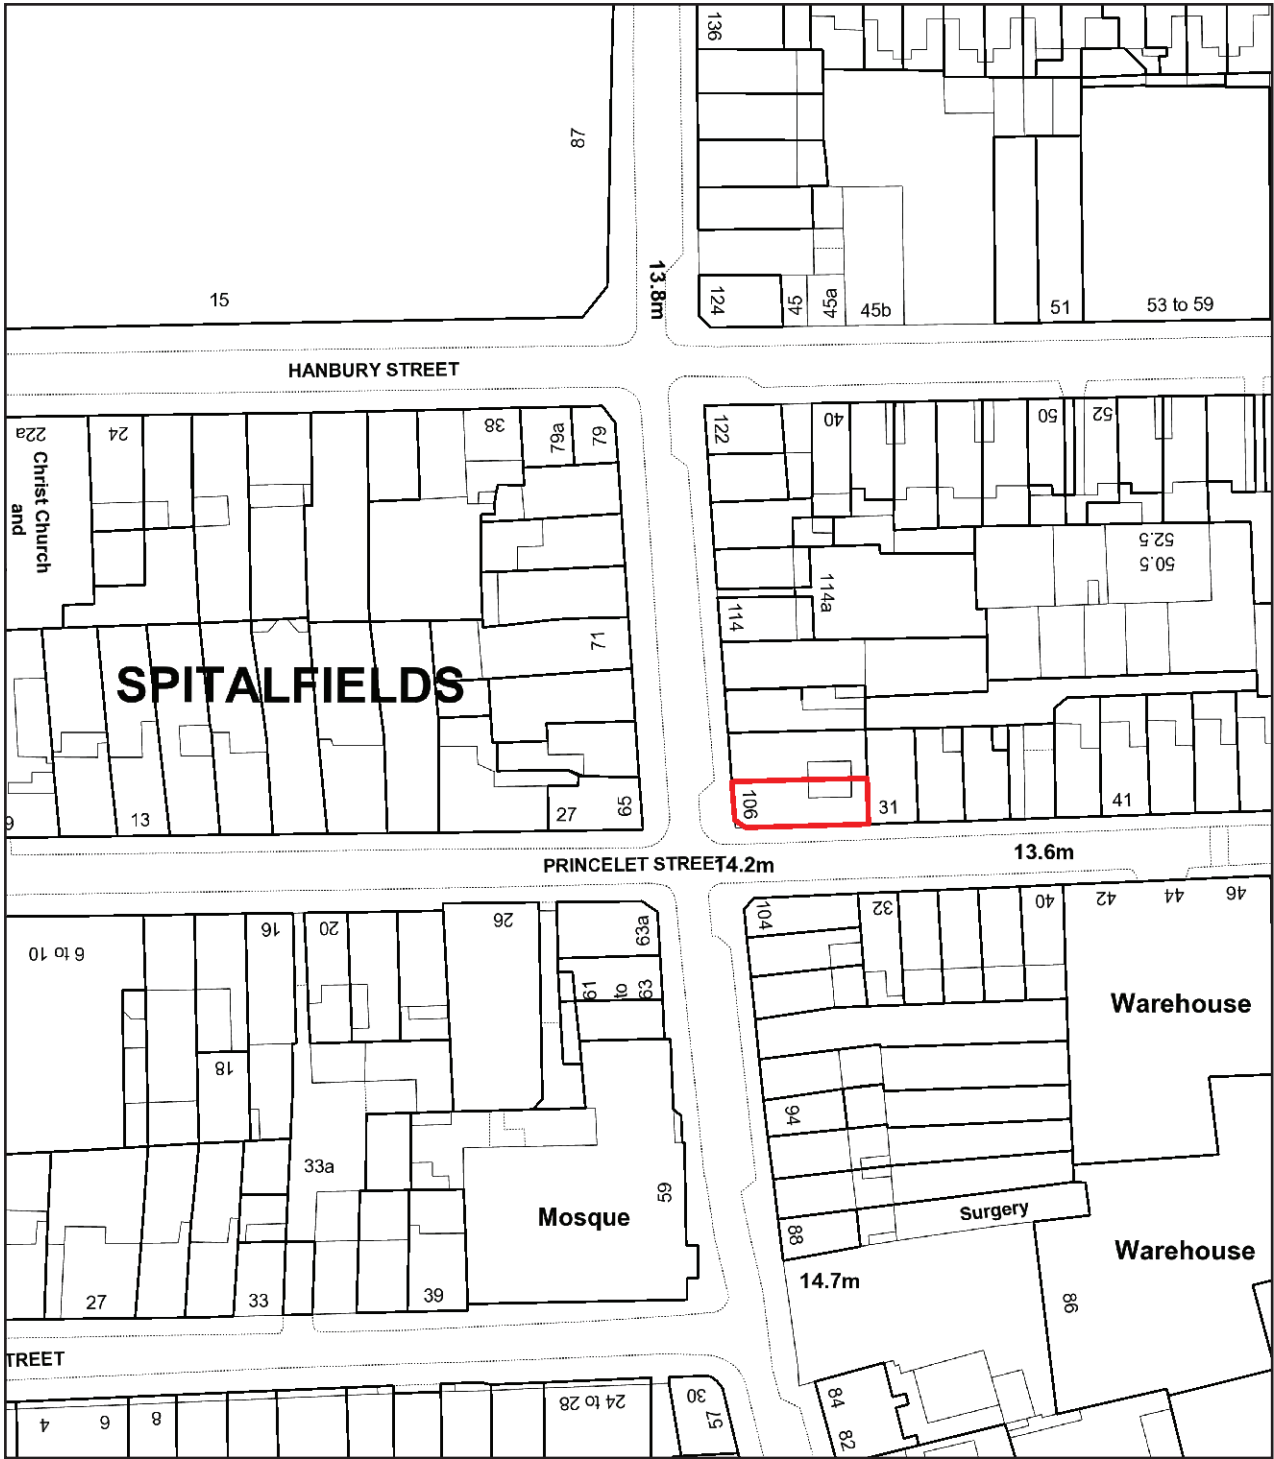 136
87
15
13.8m
124
45
45a
45b
51
53 to 59
HANBURY STREET
22a
24
38
79a
79
122
40
50
52
Christ Church
and
52.5
50.5
114a
114
71
SPITALFIELDS
9
13
27
65
106
31
41
PRINCELET STREET
14.2m
13.6m
6 to 10
16
20
26
63a
104
32
40
42
44
46
61
to
63
Warehouse
18
94
33a
59
Mosque
Surgery
88
Warehouse
14.7m
86
27
33
39
TREET
4
6
8
24 to 28
30
57
84
82